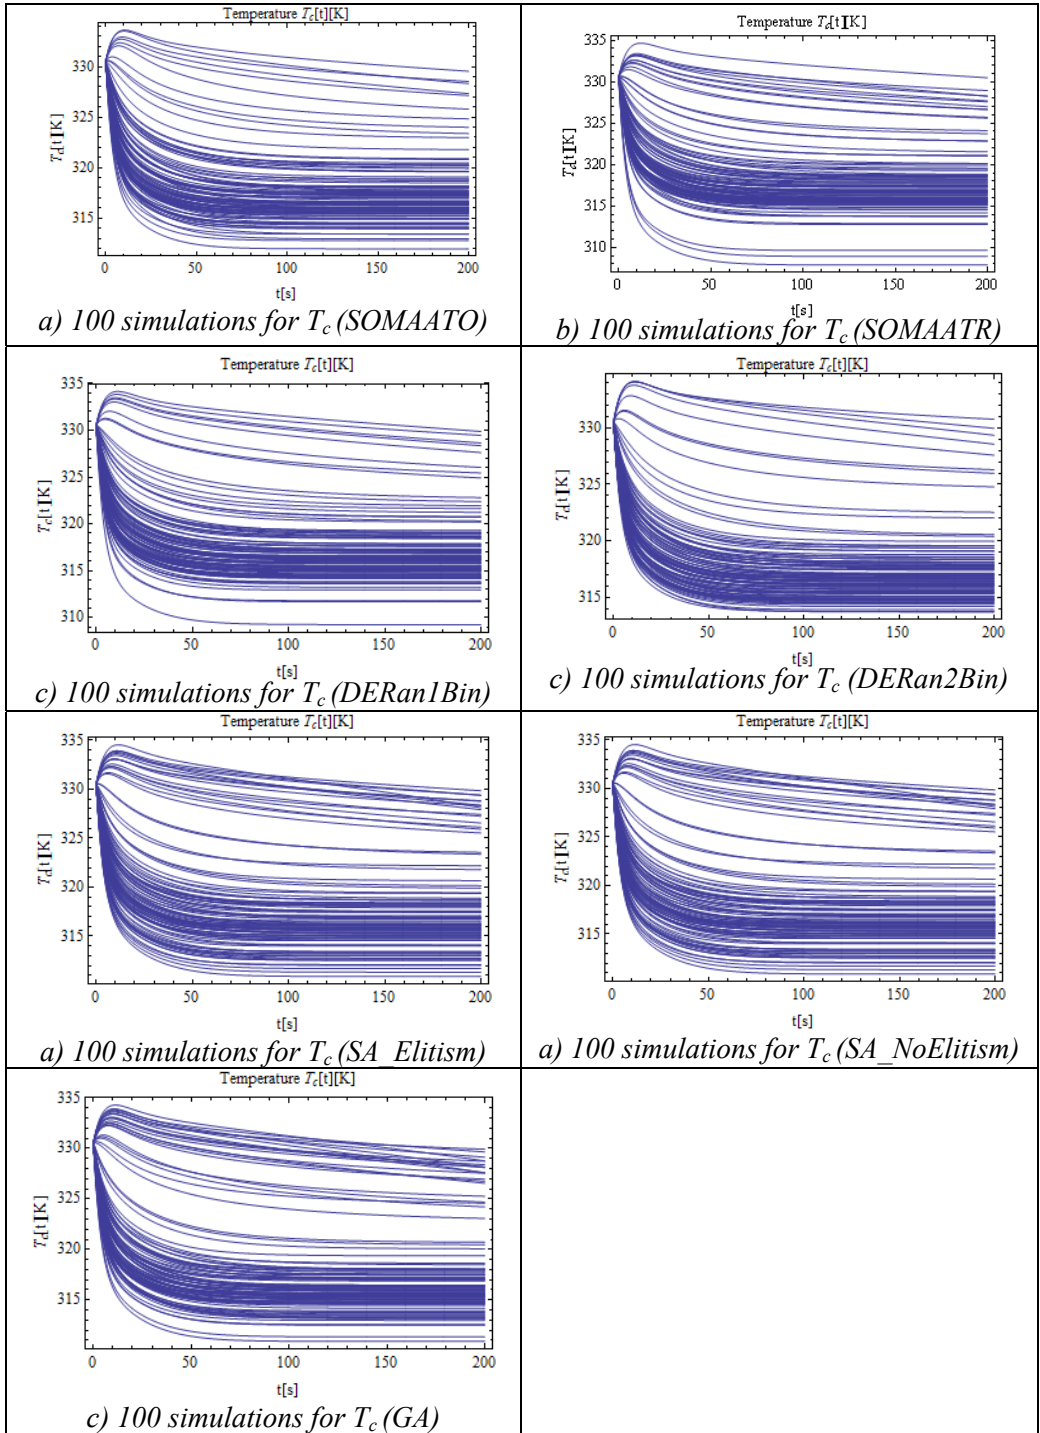 Temperature Tc[t][K]
330
325
320
315
Tc[t][K]
0 50 100 150 200
t[s]
a) 100 simulations for Tc (SOMAATO)
Temperature Tc[t][K]
335
330
325
320
315
310
Tc[t][K]
0 50 100 150 200
t[s]
b) 100 simulations for Tc (SOMAATR)
Temperature Tc[t][K]
335
330
325
320
315
310
Tc[t][K]
0 50 100 150 200
t[s]
c) 100 simulations for Tc (DERan1Bin)
Temperature Tc[t][K]
330
325
320
315
Tc[t][K]
0 50 100 150 200
t[s]
c) 100 simulations for Tc (DERan2Bin)
Temperature Tc[t][K]
335
330
325
320
315
Tc[t][K]
0 50 100 150 200
t[s]
a) 100 simulations for Tc (SA_Elitism)
Temperature Tc[t][K]
335
330
325
320
315
Tc[t][K]
0 50 100 150 200
t[s]
a) 100 simulations for Tc (SA_NoElitism)
Temperature Tc[t][K]
335
330
325
320
315
Tc[t][K]
0 50 100 150 200
t[s]
c) 100 simulations for Tc (GA)